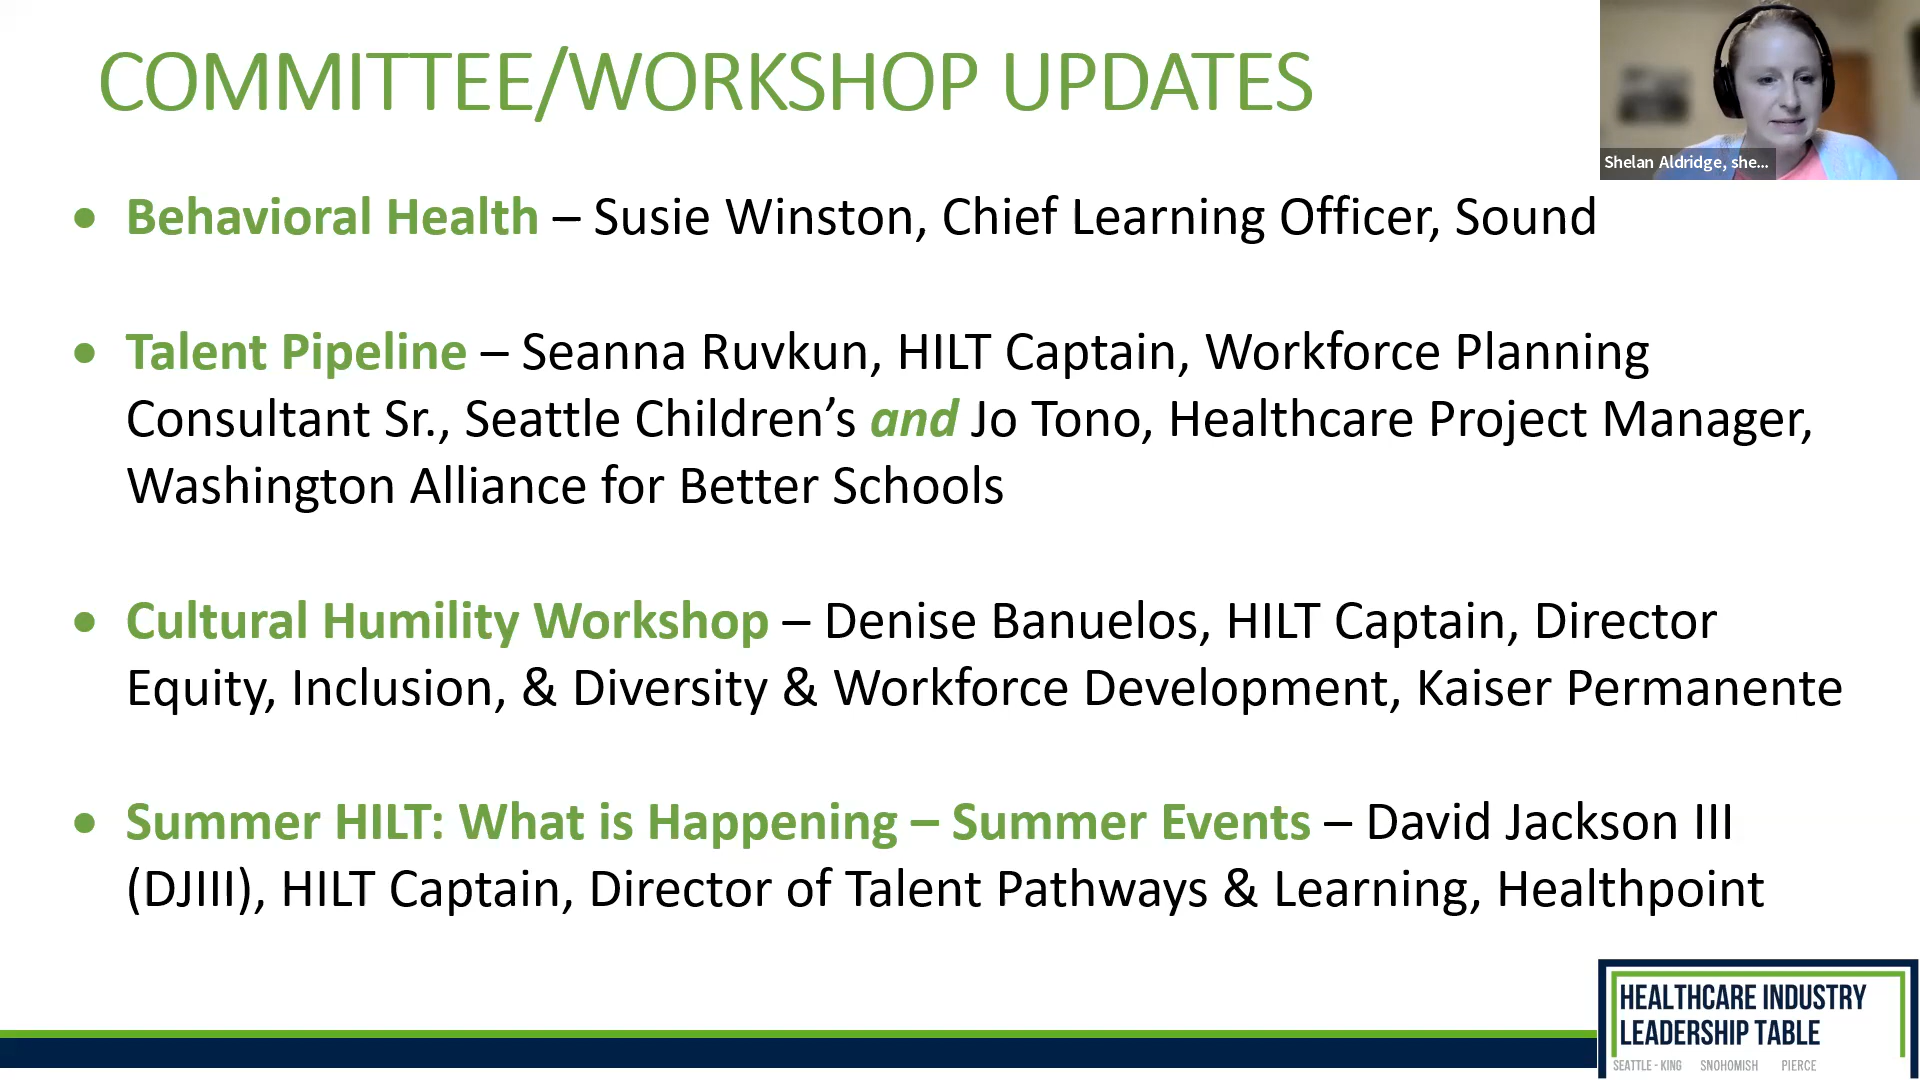 COMMITTEE/WORKSHOP UPDATES
Shelan Aldridge, she...
• Behavioral Health – Susie Winston, Chief Learning Officer, Sound
• Talent Pipeline – Seanna Ruvkun, HILT Captain, Workforce Planning
Consultant Sr., Seattle Children’s and Jo Tono, Healthcare Project Manager,
Washington Alliance for Better Schools
• Cultural Humility Workshop – Denise Banuelos, HILT Captain, Director
Equity, Inclusion, & Diversity & Workforce Development, Kaiser Permanente
• Summer HILT: What is Happening – Summer Events – David Jackson III
(DJIII), HILT Captain, Director of Talent Pathways & Learning, Healthpoint
HEALTHCARE INDUSTRY
LEADERSHIP TABLE
SEATTLE - KING SNOHOMISH PIERCE